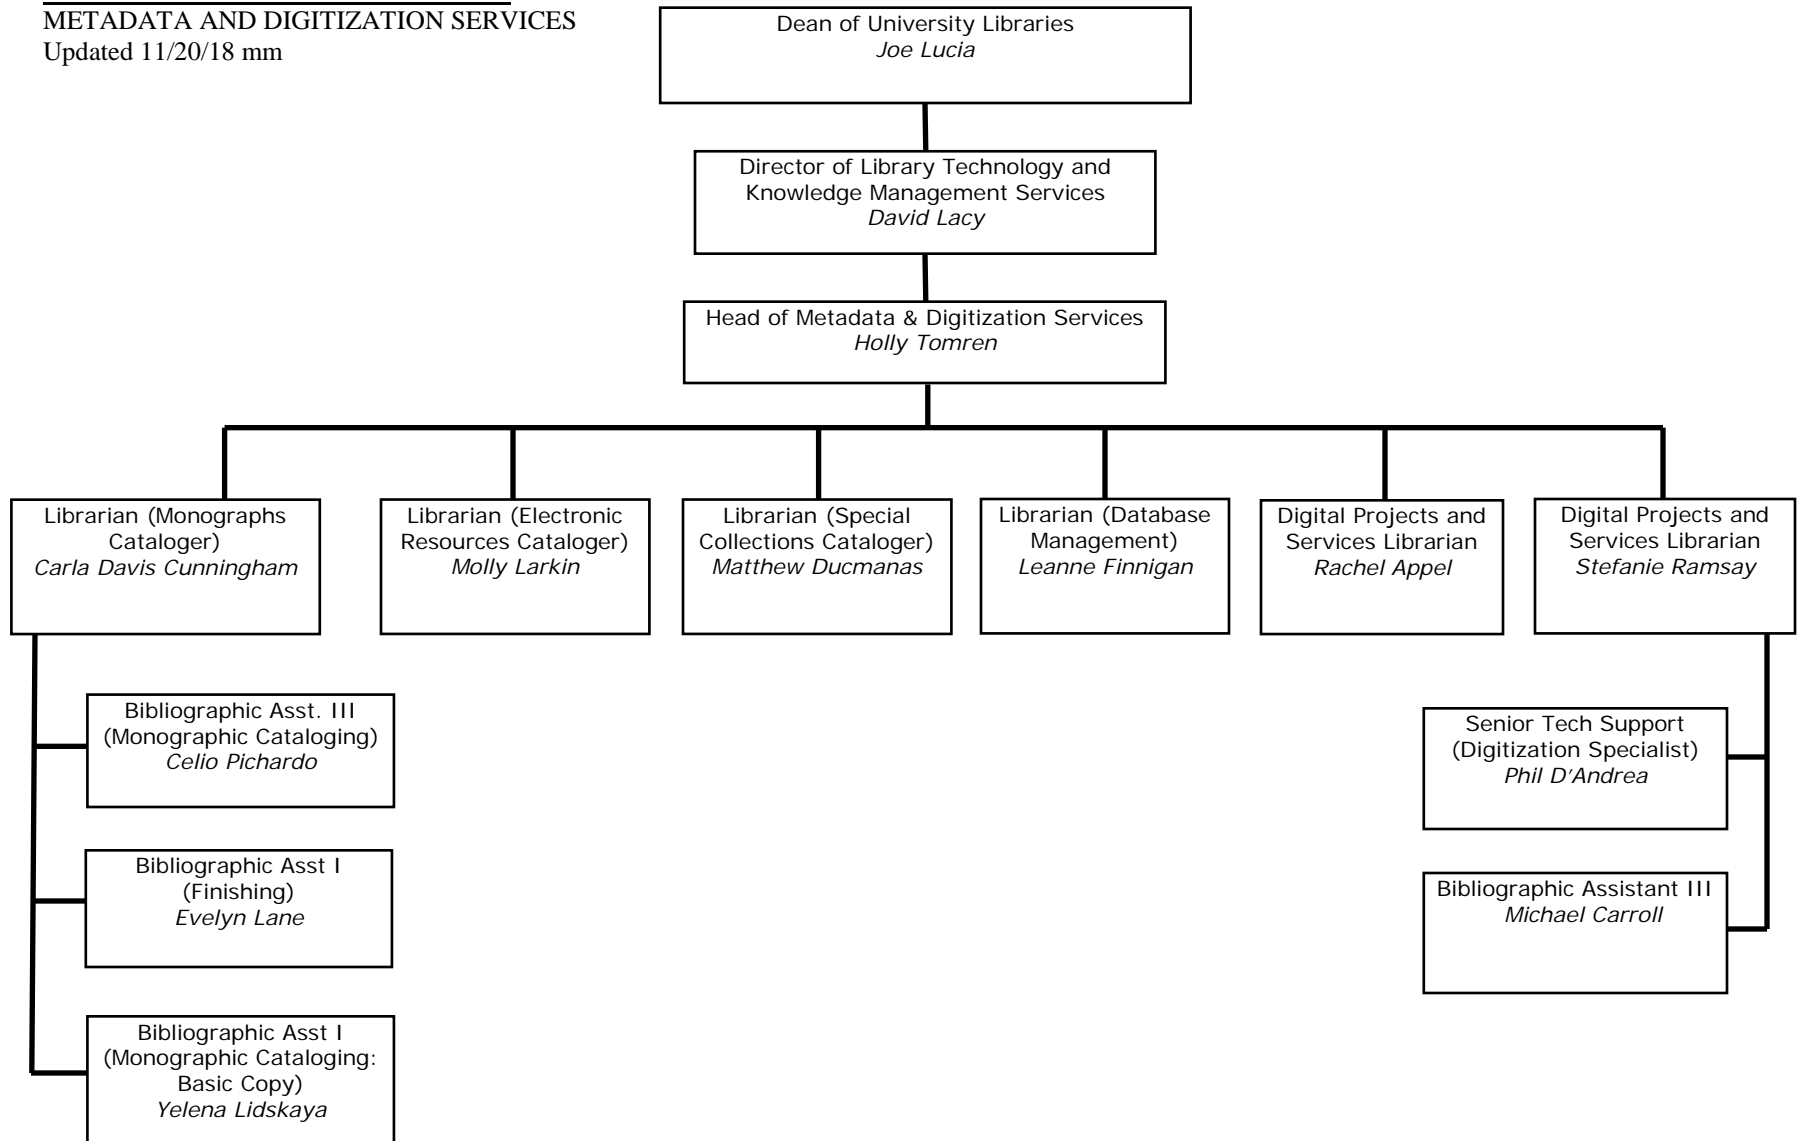 METADATA AND DIGITIZATION SERVICES
Updated 11/20/18 mm
Dean of University Libraries
Joe Lucia
Director of Library Technology and
Knowledge Management Services
David Lacy
Head of Metadata & Digitization Services
Holly Tomren
Librarian (Monographs
Cataloger)
Carla Davis Cunningham
Librarian (Electronic
Resources Cataloger)
Molly Larkin
Librarian (Special
Collections Cataloger)
Matthew Ducmanas
Librarian (Database
Management)
Leanne Finnigan
Digital Projects and
Services Librarian
Rachel Appel
Digital Projects and
Services Librarian
Stefanie Ramsay
Bibliographic Asst. III
(Monographic Cataloging)
Celio Pichardo
Bibliographic Asst I
(Finishing)
Evelyn Lane
Bibliographic Asst I
(Monographic Cataloging:
Basic Copy)
Yelena Lidskaya
Senior Tech Support
(Digitization Specialist)
Phil D’Andrea
Bibliographic Assistant III
Michael Carroll